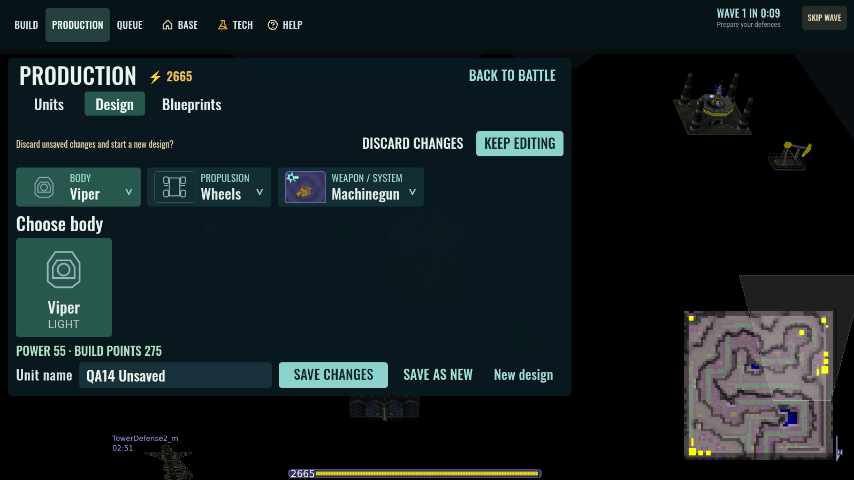 BUILD PRODUCTION QUEUE BASE TECH HELP
WAVE 1 IN 0:09
Prepare your defences
SKIP WAVE
PRODUCTION 2665
BACK TO BATTLE
Units Design Blueprints
Discard unsaved changes and start a new design?
DISCARD CHANGES KEEP EDITING
BODY
Viper
PROPULSION
Wheels
WEAPON / SYSTEM
Machinegun
Choose body
Viper
LIGHT
POWER 55 · BUILD POINTS 275
Unit name QA14 Unsaved SAVE CHANGES SAVE AS NEW New design
TowerDefense2_m
02:51
2665
N